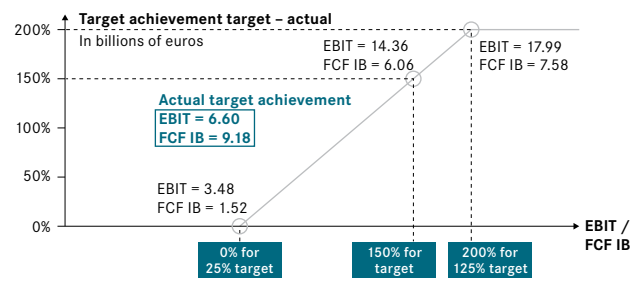 Target achievement target – actual
In billions of euros
200%
150%
100%
50%
0%
EBIT = 14.36
FCF IB = 6.06
EBIT = 17.99
FCF IB = 7.58
Actual target achievement
EBIT = 6.60
FCF IB = 9.18
EBIT = 3.48
FCF IB = 1.52
EBIT /
FCF IB
0% for
25% target
150% for
target
200% for
125% target